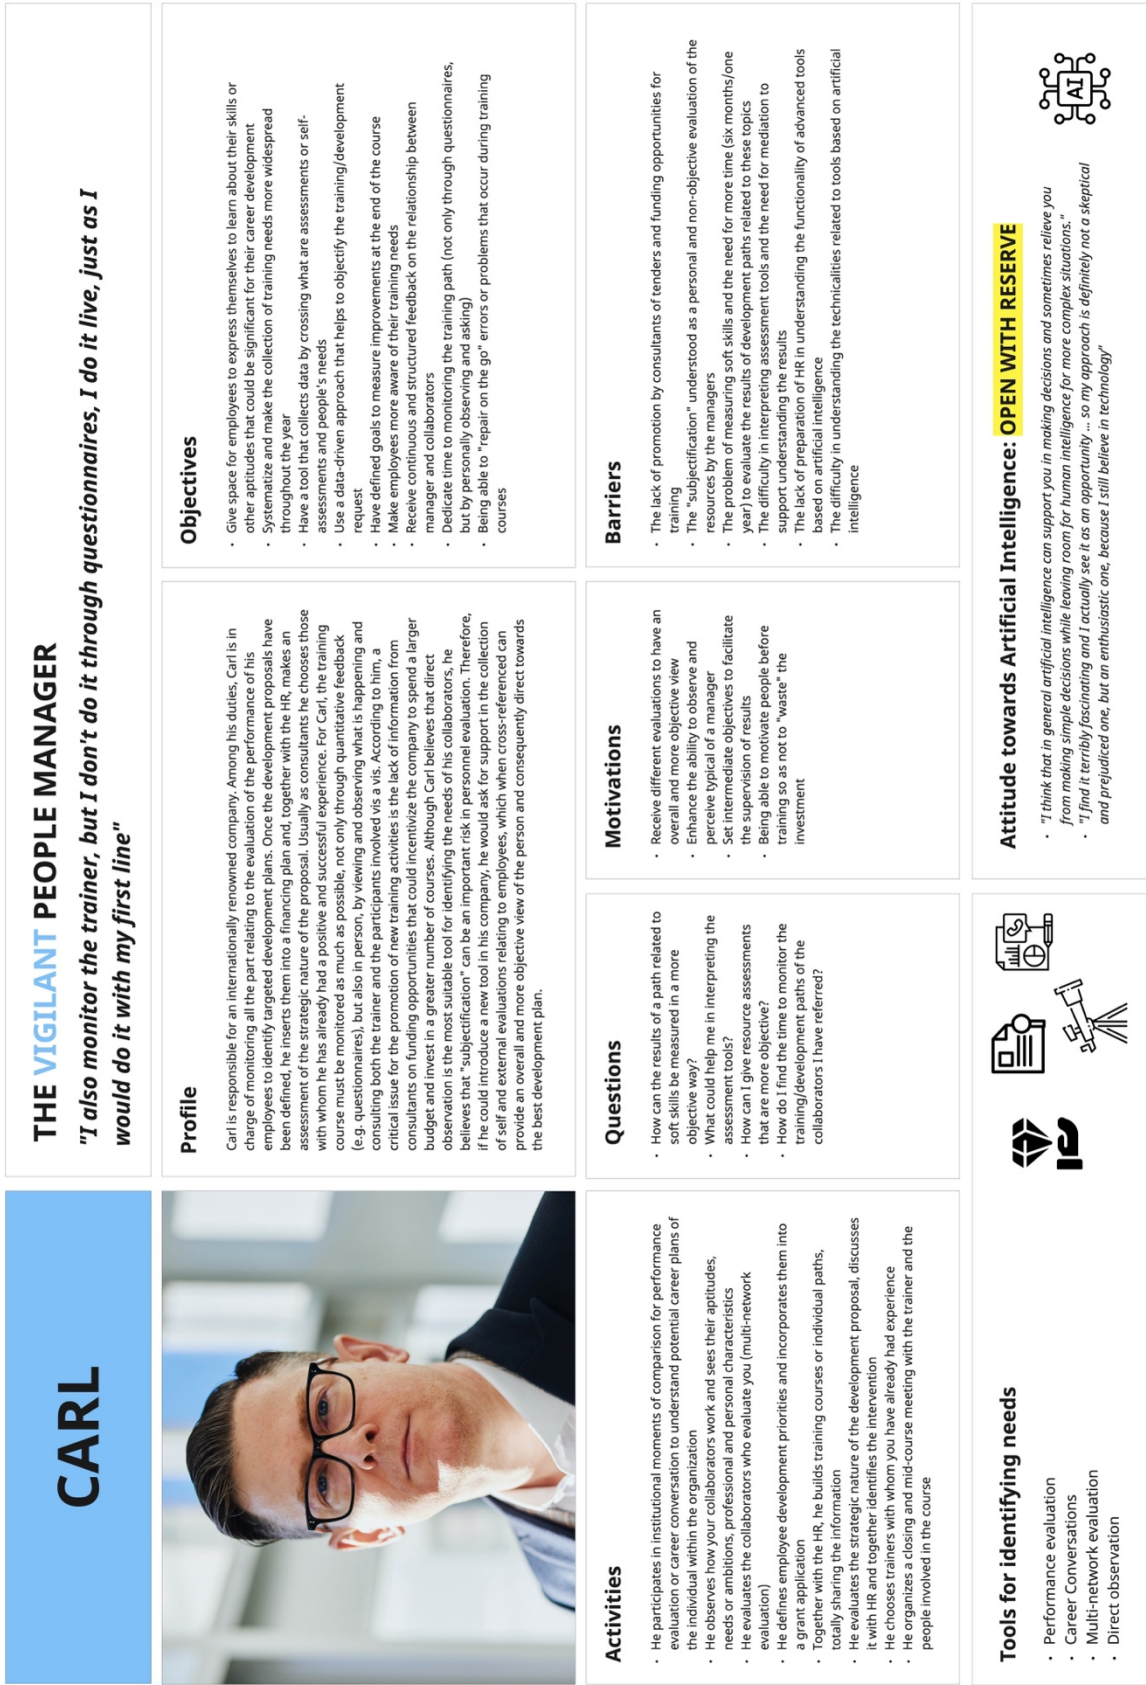 CARL
THE VIGILANT PEOPLE MANAGER
"I also monitor the trainer, but I don't do it through questionnaires, I do it live, just as I
would do it with my first line"
Profile
Carl is responsible for an internationally renowned company. Among his duties, Carl is in
charge of monitoring all the part relating to the evaluation of the performance of his
employees to identify targeted development plans. Once the development proposals have
been defined, he inserts them into a financing plan and, together with the HR, makes an
assessment of the strategic nature of the proposal. Usually as consultants he chooses those
with whom he has already had a positive and successful experience. For Carl, the training
course must be monitored as much as possible, not only through quantitative feedback
(e.g. questionnaires), but also in person, by viewing and observing what is happening and
consulting both the trainer and the participants involved vis a vis. According to him, a
critical issue for the promotion of new training activities is the lack of information from
consultants on funding opportunities that could incentivize the company to spend a larger
budget and invest in a greater number of courses. Although Carl believes that direct
observation is the most suitable tool for identifying the needs of his collaborators, he
believes that "subjectification" can be an important risk in personnel evaluation. Therefore,
if he could introduce a new tool in his company, he would ask for support in the collection
of self and external evaluations relating to employees, which when cross-referenced can
provide an overall and more objective view of the person and consequently direct towards
the best development plan.
Objectives
• Give space for employees to express themselves to learn about their skills or
other aptitudes that could be significant for their career development
• Systematize and make the collection of training needs more widespread
throughout the year
• Have a tool that collects data by crossing what are assessments or self-
assessments and people's needs
• Use a data-driven approach that helps to objectify the training/development
request
• Have defined goals to measure improvements at the end of the course
• Make employees more aware of their training needs
• Receive continuous and structured feedback on the relationship between
manager and collaborators
• Dedicate time to monitoring the training path (not only through questionnaires,
but by personally observing and asking)
• Being able to "repair on the go" errors or problems that occur during training
courses
Activities
• He participates in institutional moments of comparison for performance
evaluation or career conversation to understand potential career plans of
the individual within the organization
• He observes how your collaborators work and sees their aptitudes,
needs or ambitions, professional and personal characteristics
• He evaluates the collaborators who evaluate you (multi-network
evaluation)
• He defines employee development priorities and incorporates them into
a grant application
• Together with the HR, he builds training courses or individual paths,
totally sharing the information
• He evaluates the strategic nature of the development proposal, discusses
it with HR and together identifies the intervention
• He chooses trainers with whom you have already had experience
• He organizes a closing and mid-course meeting with the trainer and the
people involved in the course
Questions
• How can the results of a path related to
soft skills be measured in a more
objective way?
• What could help me in interpreting the
assessment tools?
• How can I give resource assessments
that are more objective?
• How do I find the time to monitor the
training/development paths of the
collaborators I have referred?
Motivations
• Receive different evaluations to have an
overall and more objective view
• Enhance the ability to observe and
perceive typical of a manager
• Set intermediate objectives to facilitate
the supervision of results
• Being able to motivate people before
training so as not to "waste" the
investment
Barriers
• The lack of promotion by consultants of tenders and funding opportunities for
training
• The "subjectification" understood as a personal and non-objective evaluation of the
resources by the managers
• The problem of measuring soft skills and the need for more time (six months/one
year) to evaluate the results of development paths related to these topics
• The difficulty in interpreting assessment tools and the need for mediation to
support understanding the results
• The lack of preparation of HR in understanding the functionality of advanced tools
based on artificial intelligence
• The difficulty in understanding the technicalities related to tools based on artificial
intelligence
Tools for identifying needs
• Performance evaluation
• Career Conversations
• Multi-network evaluation
• Direct observation
Attitude towards Artificial Intelligence: OPEN WITH RESERVE
• "I think that in general artificial intelligence can support you in making decisions and sometimes relieve you
from making simple decisions while leaving room for human intelligence for more complex situations."
• "I find it terribly fascinating and I actually see it as an opportunity ... so my approach is definitely not a skeptical
and prejudiced one, but an enthusiastic one, because I still believe in technology"
AI